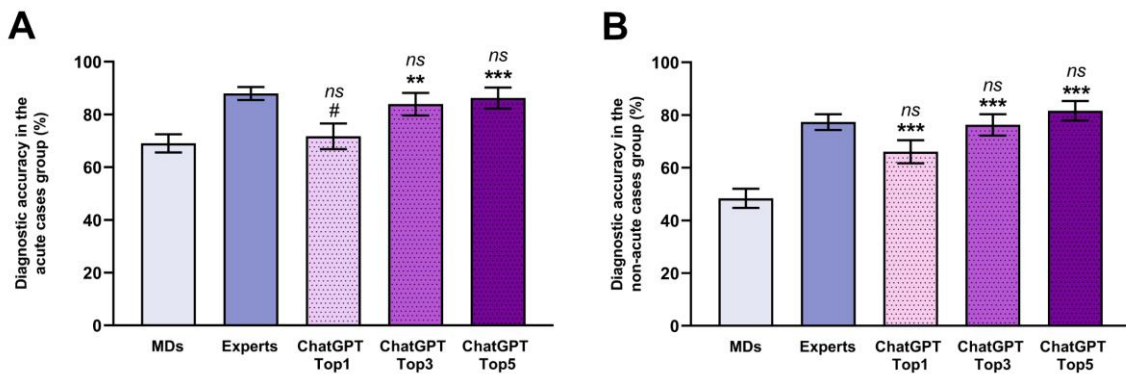 A
Diagnostic accuracy in the
acute cases group (%)
100
80
60
40
20
0
ns
#
ns
**
ns
***
MDs
Experts
ChatGPT
Top1
ChatGPT
Top3
ChatGPT
Top5
B
Diagnostic accuracy in the
non-acute cases group (%)
100
80
60
40
20
0
ns
***
ns
***
ns
***
MDs
Experts
ChatGPT
Top1
ChatGPT
Top3
ChatGPT
Top5